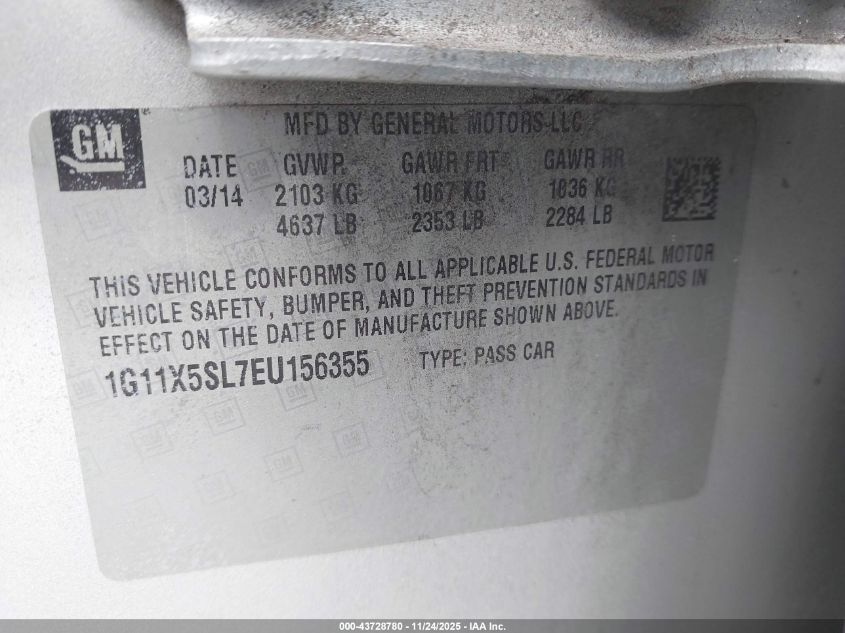 GM
MFD BY GENERAL MOTORS LLC
DATE GVWR GAWR FRT GAWR RR
03/14 2103 KG 1067 KG 1036 KG
4637 LB 2353 LB 2284 LB
THIS VEHICLE CONFORMS TO ALL APPLICABLE U.S. FEDERAL MOTOR
VEHICLE SAFETY, BUMPER, AND THEFT PREVENTION STANDARDS IN
EFFECT ON THE DATE OF MANUFACTURE SHOWN ABOVE.
1G11X5SL7EU156355 TYPE: PASS CAR
000-43728780 - 11/24/2025 - IAA Inc.